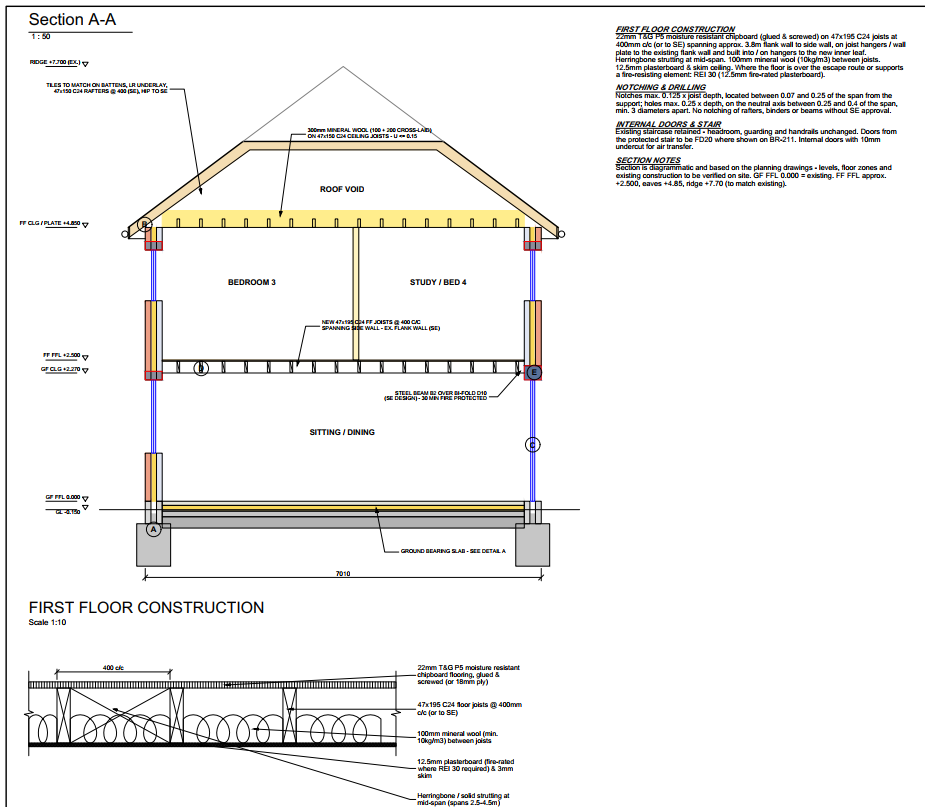 Section A-A
1 : 50
RIDGE +7.700 (EX.)
TILES TO MATCH ON BATTENS, LR UNDERLAY,
47x150 C24 RAFTERS @ 400 (SE), HIP TO SE
300mm MINERAL WOOL (100 + 200 CROSS-LAID)
ON 47x150 C24 CEILING JOISTS - U <= 0.15
ROOF VOID
FF CLG / PLATE +4.850
B
BEDROOM 3
STUDY / BED 4
NEW 47x195 C24 FF JOISTS @ 400 C/C
SPANNING SIDE WALL - EX. FLANK WALL (SE)
FF FFL +2.500
GF CLG +2.270
D
E
STEEL BEAM B2 OVER BI-FOLD D10
(SE DESIGN) - 30 MIN FIRE PROTECTED
SITTING / DINING
C
GF FFL 0.000
GL -0.150
A
GROUND BEARING SLAB - SEE DETAIL A
7010
FIRST FLOOR CONSTRUCTION
22mm T&G P5 moisture resistant chipboard (glued & screwed) on 47x195 C24 joists at
400mm c/c (or to SE) spanning approx. 3.8m flank wall to side wall, on joist hangers / wall
plate to the existing flank wall and built into / on hangers to the new inner leaf.
Herringbone strutting at mid-span. 100mm mineral wool (10kg/m3) between joists.
12.5mm plasterboard & skim ceiling. Where the floor is over the escape route or supports
a fire-resisting element: REI 30 (12.5mm fire-rated plasterboard).
NOTCHING & DRILLING
Notches max. 0.125 x joist depth, located between 0.07 and 0.25 of the span from the
support; holes max. 0.25 x depth, on the neutral axis between 0.25 and 0.4 of the span,
min. 3 diameters apart. No notching of rafters, binders or beams without SE approval.
INTERNAL DOORS & STAIR
Existing staircase retained - headroom, guarding and handrails unchanged. Doors from
the protected stair to be FD20 where shown on BR-211. Internal doors with 10mm
undercut for air transfer.
SECTION NOTES
Section is diagrammatic and based on the planning drawings - levels, floor zones and
existing construction to be verified on site. GF FFL 0.000 = existing. FF FFL approx.
+2.500, eaves +4.85, ridge +7.70 (to match existing).
FIRST FLOOR CONSTRUCTION
Scale 1:10
400 c/c
22mm T&G P5 moisture resistant
chipboard flooring, glued &
screwed (or 18mm ply)
47x195 C24 floor joists @ 400mm
c/c (or to SE)
100mm mineral wool (min.
10kg/m3) between joists
12.5mm plasterboard (fire-rated
where REI 30 required) & 3mm
skim
Herringbone / solid strutting at
mid-span (spans 2.5-4.5m)